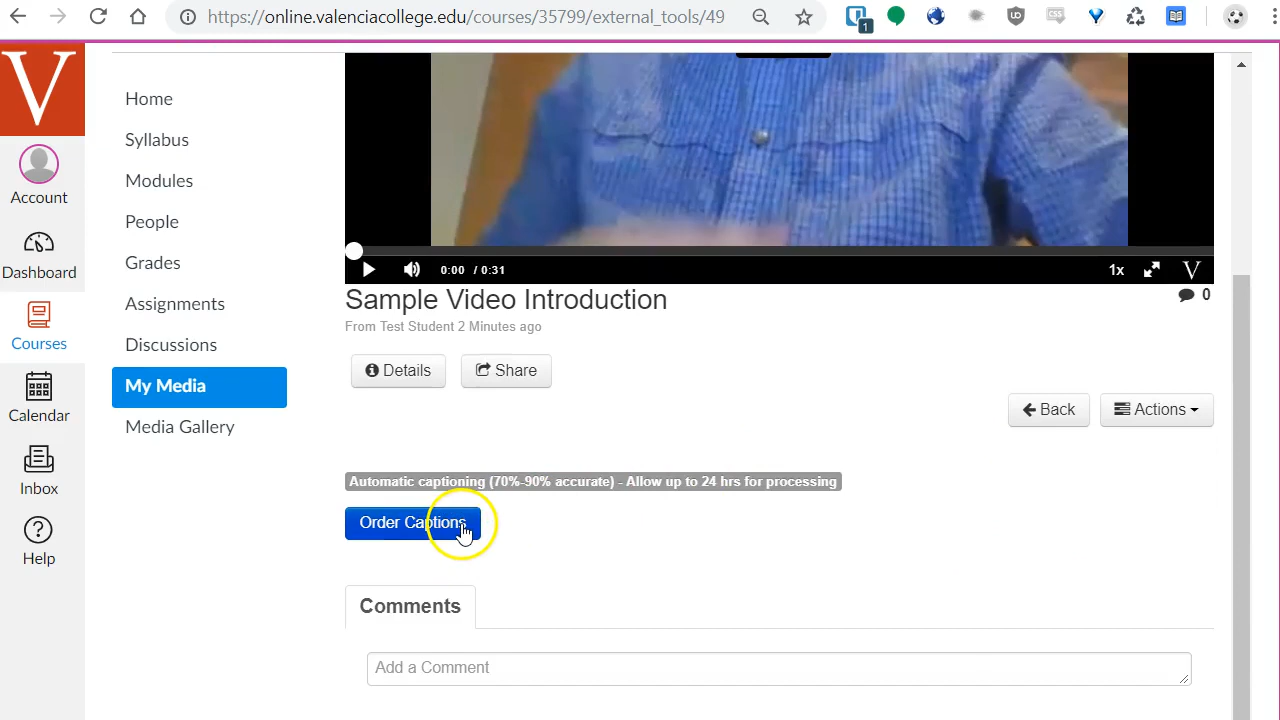 https://online.valenciacollege.edu/courses/35799/external_tools/49
1
UD
CSS
V
Account
Dashboard
Courses
Calendar
Inbox
Help
Home
Syllabus
Modules
People
Grades
Assignments
Discussions
My Media
Media Gallery
0:00 / 0:31
1x
V
Sample Video Introduction
0
From Test Student 2 Minutes ago
Details
Share
Back
Actions
Automatic captioning (70%-90% accurate) - Allow up to 24 hrs for processing
Order Captions
Comments
Add a Comment